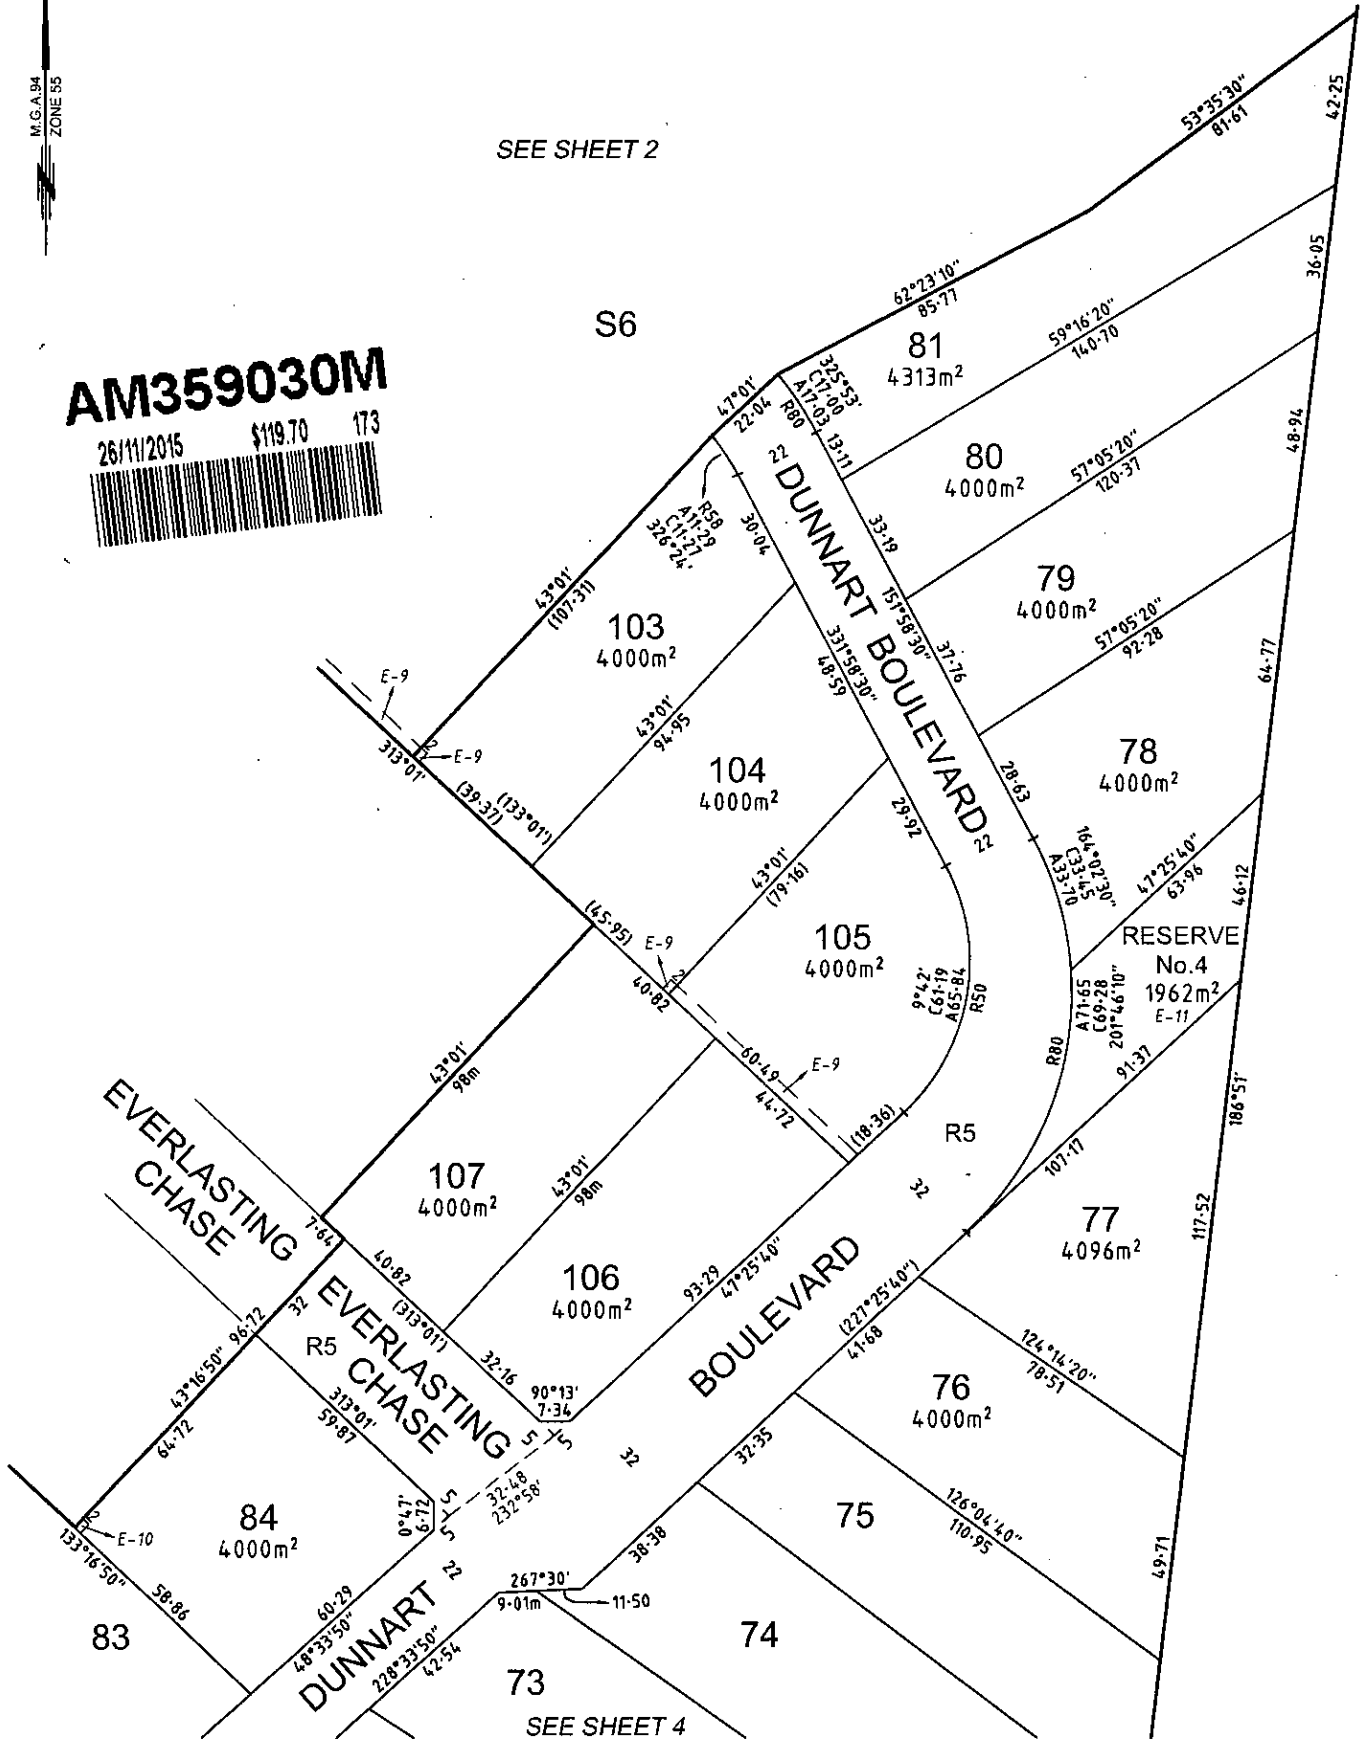 M.G.A.94
ZONE 55
SEE SHEET 2
S6
AM359030M
26/11/2015 $119.70 173
53°35'30"
81·61
42·25
62°23'10"
85·77
36·05
81
4313m²
59°16'20"
140·70
47°01'
22·04
325°53'
C17·00
A17·03
R80
13·11
22
DUNNART BOULEVARD
22
80
4000m²
57°05'20"
120·37
48·94
R58
A11·29
C11·27
326°24'
30·04
33·19
43°01'
(107·31)
103
4000m²
79
4000m²
151°58'30"
37·76
57°05'20"
92·28
331°58'30"
48·59
64·77
E-9
313°01'
2
E-9
43°01'
94·95
(39·37)
(133°01')
104
4000m²
78
4000m²
28·63
29·92
164°02'30"
C33·45
A33·70
47°25'40"
63·96
46·12
43°01'
(79·16)
(45·95)
E-9
2
40·82
105
4000m²
9°42'
C61·19
A65·84
R50
RESERVE
No.4
1962m²
E-11
A71·65
C69·28
201°46'10"
R80
91·37
43°01'
98m
60·49
E-9
44·72
(18·36)
R5
186°51'
EVERLASTING
CHASE
107
4000m²
43°01'
98m
107·17
32
77
4096m²
117·52
7·64
40·82
(313°01')
106
4000m²
93·29
47°25'40"
BOULEVARD
(227°25'40")
41·68
124°14'20"
78·51
96·72
32
R5
EVERLASTING
CHASE
32·16
90°13'
7·34
43°16'50"
64·72
313°01'
59·87
76
4000m²
5
5
32
32·35
32·48
232°58'
5
5
0°47'
6·72
84
4000m²
2
E-10
133°16'50"
58·86
75
126°04'40"
110·95
49·71
38·38
22
267°30'
9·01m
11·50
60·29
48°33'50"
83
DUNNART
228°33'50"
42·54
74
73
SEE SHEET 4